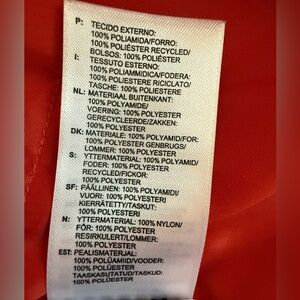 P: TECIDO EXTERNO:
100% POLIAMIDA/FORRO:
100% POLIÉSTER RECYCLED/
BOLSOS: 100% POLIÉSTER
I: TESSUTO ESTERNO:
100% POLIAMMIDICA/FODERA:
100% POLIESTERE RICICLATO/
TASCHE: 100% POLIESTERE
NL: MATERIAAL BUITENKANT:
100% POLYAMIDE/
VOERING: 100% POLYESTER
GERECYCLEERDE/ZAKKEN:
100% POLYESTER
DK: MATERIALE: 100% POLYAMID/FOR:
100% POLYESTER GENBRUGS/
LOMMER: 100% POLYESTER
S: YTTERMATERIAL: 100% POLYAMID/
FODER: 100% POLYESTER
RECYCLED/FICKOR:
100% POLYESTER
SF: PÄÄLLINEN: 100% POLYAMIDI/
VUORI: 100% POLYESTERI
KIERRÄTETTY/TASKUT:
100% POLYESTERI
N: YTTERMATERIAL: 100% NYLON/
FÔR: 100% POLYESTER
RESIRKULERT/LOMMER:
100% POLYESTER
EST: PEALISMATERJAL:
100% POLÜAMIID/VOODER:
100% POLÜESTER
TAASKASUTATUD/TASKUD:
100% POLÜESTER